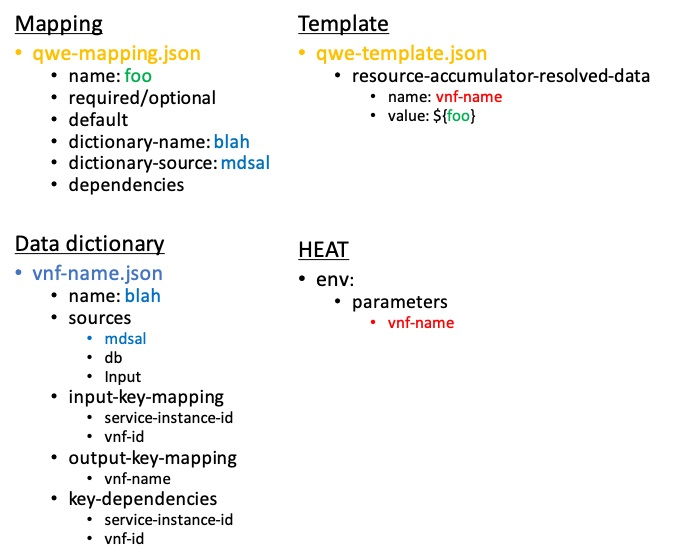 Mapping
• qwe-mapping.json
• name: foo
• required/optional
• default
• dictionary-name: blah
• dictionary-source: mdsal
• dependencies
Template
• qwe-template.json
• resource-accumulator-resolved-data
• name: vnf-name
• value: ${foo}
Data dictionary
• vnf-name.json
• name: blah
• sources
• mdsal
• db
• Input
• input-key-mapping
• service-instance-id
• vnf-id
• output-key-mapping
• vnf-name
• key-dependencies
• service-instance-id
• vnf-id
HEAT
• env:
• parameters
• vnf-name